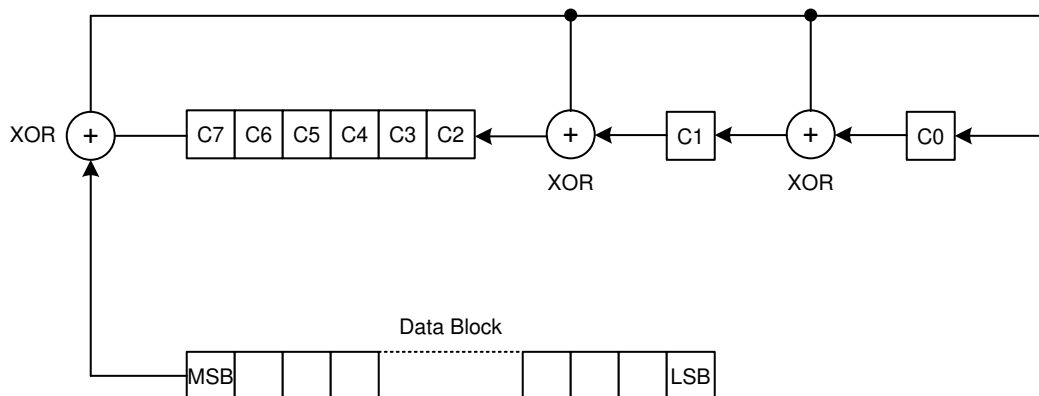 XOR
+
C7
C6
C5
C4
C3
C2
+
C1
+
C0
XOR
XOR
Data Block
MSB
LSB